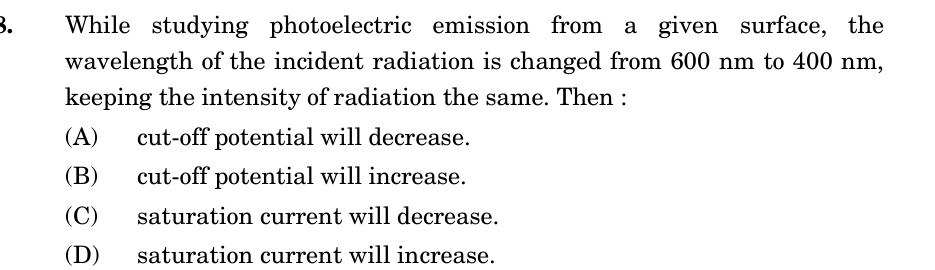 8. While studying photoelectric emission from a given surface, the
wavelength of the incident radiation is changed from 600 nm to 400 nm,
keeping the intensity of radiation the same. Then :
(A) cut-off potential will decrease.
(B) cut-off potential will increase.
(C) saturation current will decrease.
(D) saturation current will increase.